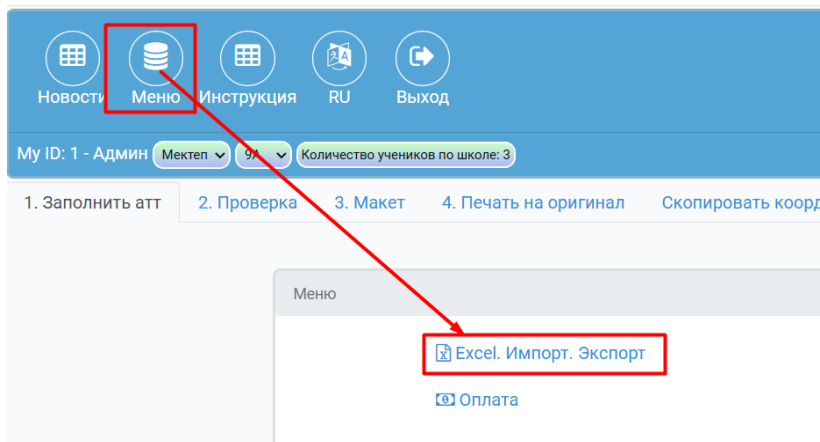 Новости Меню Инструкция RU Выход
My ID: 1 - Админ Мектеп 9А Количество учеников по школе: 3
1. Заполнить атт 2. Проверка 3. Макет 4. Печать на оригинал Скопировать коорд
Меню
Excel. Импорт. Экспорт
Оплата